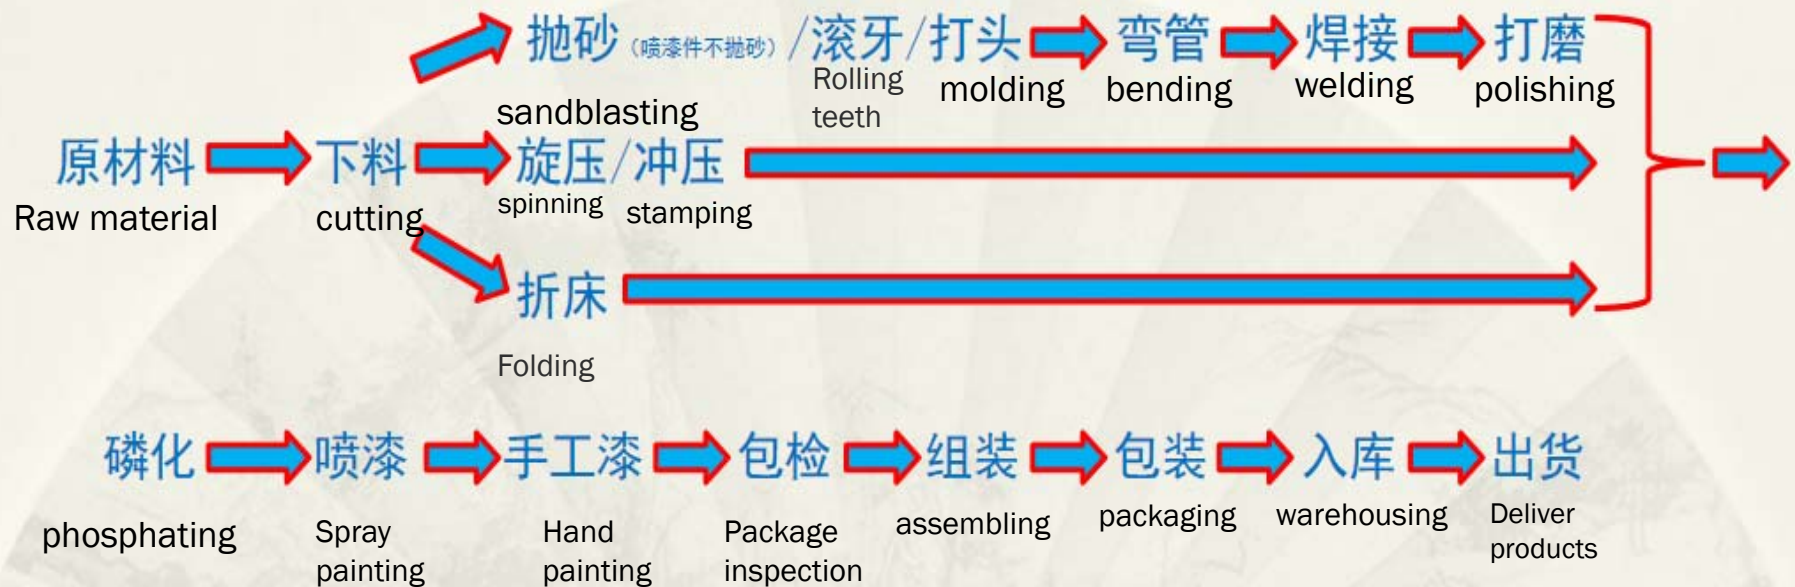 抛砂（喷漆件不抛砂）/滚牙/打头 弯管 焊接 打磨
sandblasting Rolling teeth molding bending welding polishing
原材料 下料 旋压/冲压
Raw material cutting spinning stamping
折床
Folding
磷化 喷漆 手工漆 包检 组装 包装 入库 出货
phosphating Spray painting Hand painting Package inspection assembling packaging warehousing Deliver products